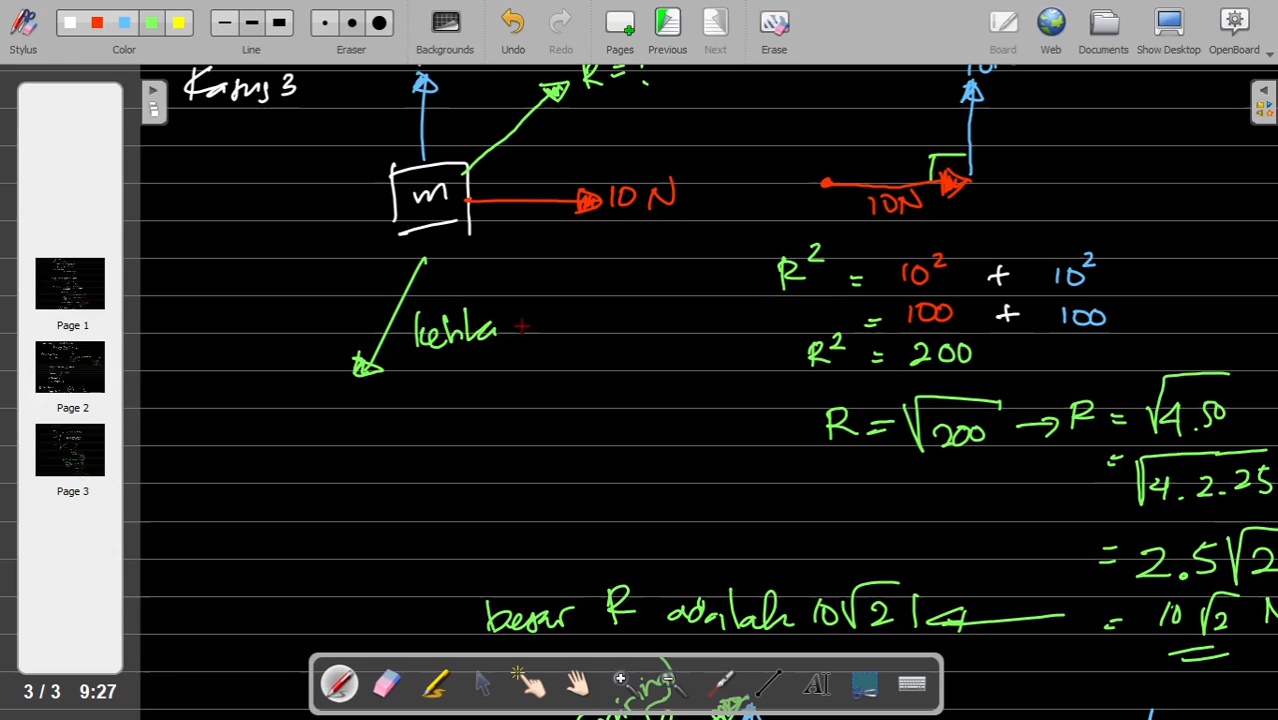 Stylus
Color
Line
Eraser
Backgrounds
Undo
Redo
Pages
Previous
Next
Erase
Board
Web
Documents
Show Desktop
OpenBoard
Kasus 3
R = ?
m
10 N
10N
R² = 10² + 10²
= 100 + 100
R² = 200
R = √200 → R = √4.50
= √4.2.25
= 2.5√2
= 10√2 N
besar R adalah 10√2
Page 1
Page 2
Page 3
3 / 3
9:27